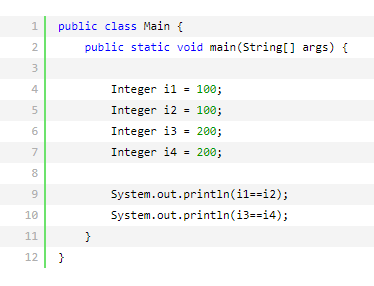 1 public class Main {
2 public static void main(String[] args) {
3
4 Integer i1 = 100;
5 Integer i2 = 100;
6 Integer i3 = 200;
7 Integer i4 = 200;
8
9 System.out.println(i1==i2);
10 System.out.println(i3==i4);
11 }
12 }